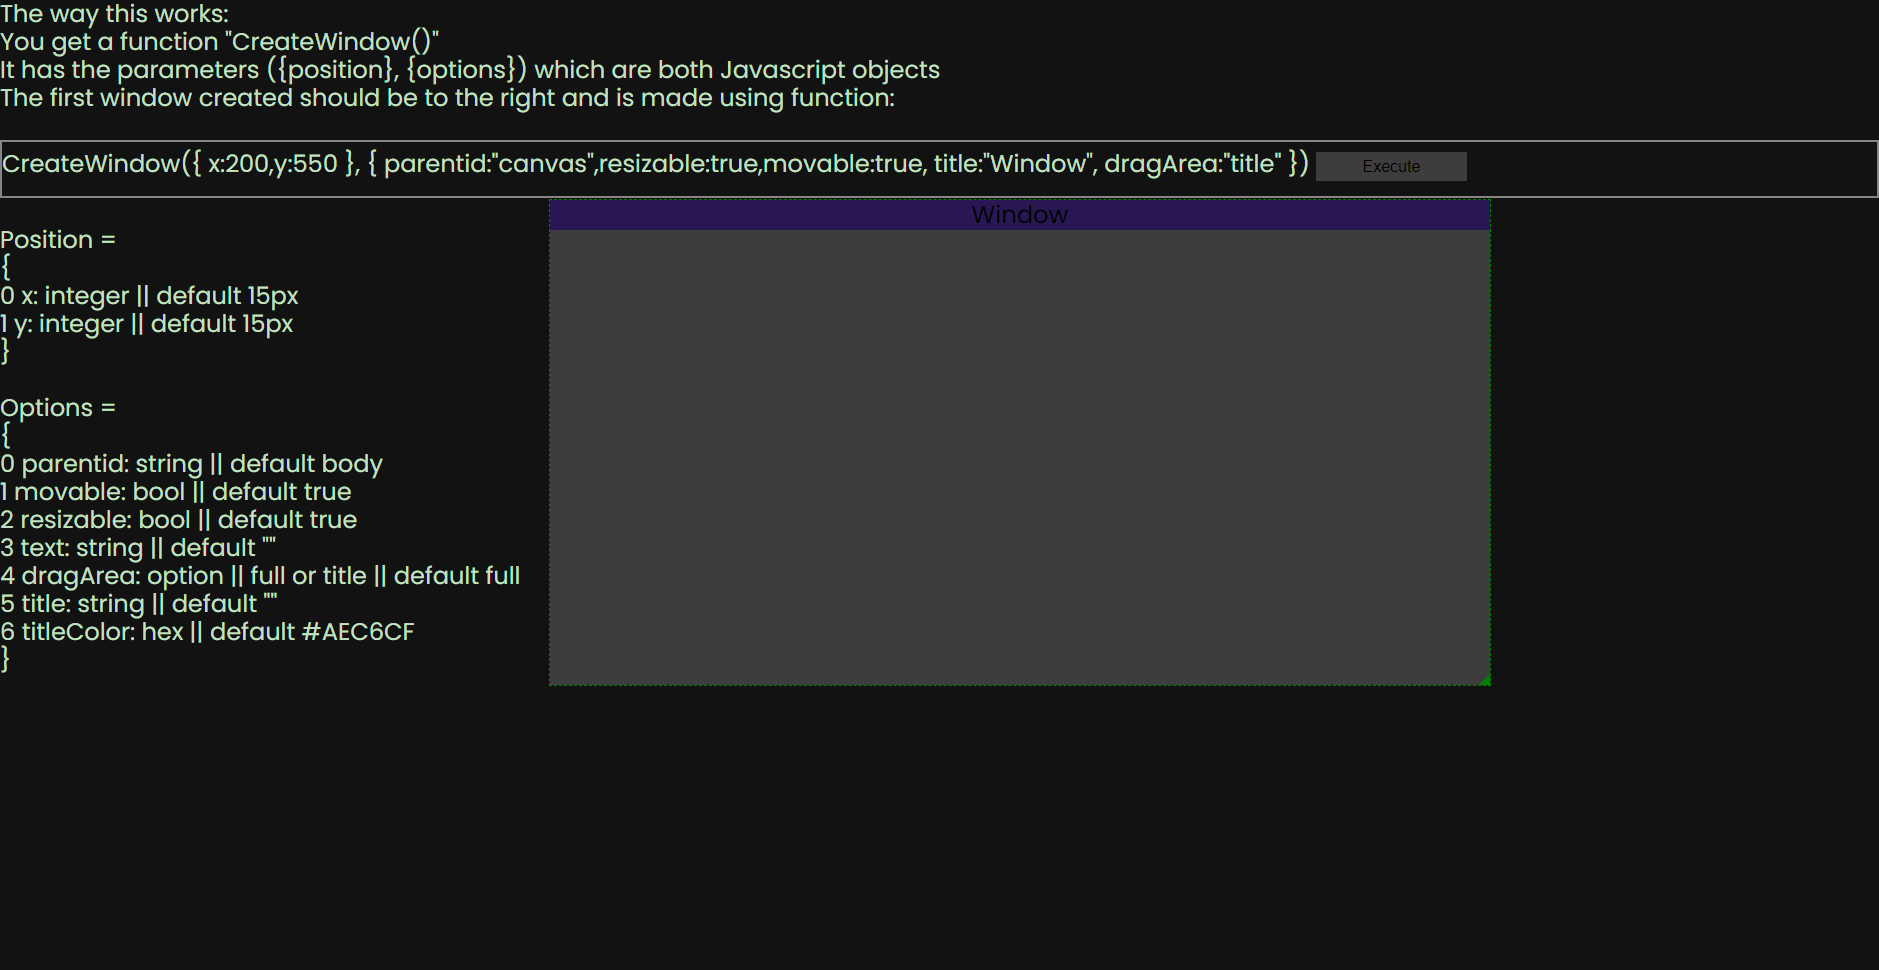 The way this works:
You get a function "CreateWindow()"
It has the parameters ({position}, {options}) which are both Javascript objects
The first window created should be to the right and is made using function:
CreateWindow({ x:200,y:550 }, { parentid:"canvas",resizable:true,movable:true, title:"Window", dragArea:"title" }) Execute
Window
Position =
{
0 x: integer || default 15px
1 y: integer || default 15px
}
Options =
{
0 parentid: string || default body
1 movable: bool || default true
2 resizable: bool || default true
3 text: string || default ""
4 dragArea: option || full or title || default full
5 title: string || default ""
6 titleColor: hex || default #AEC6CF
}